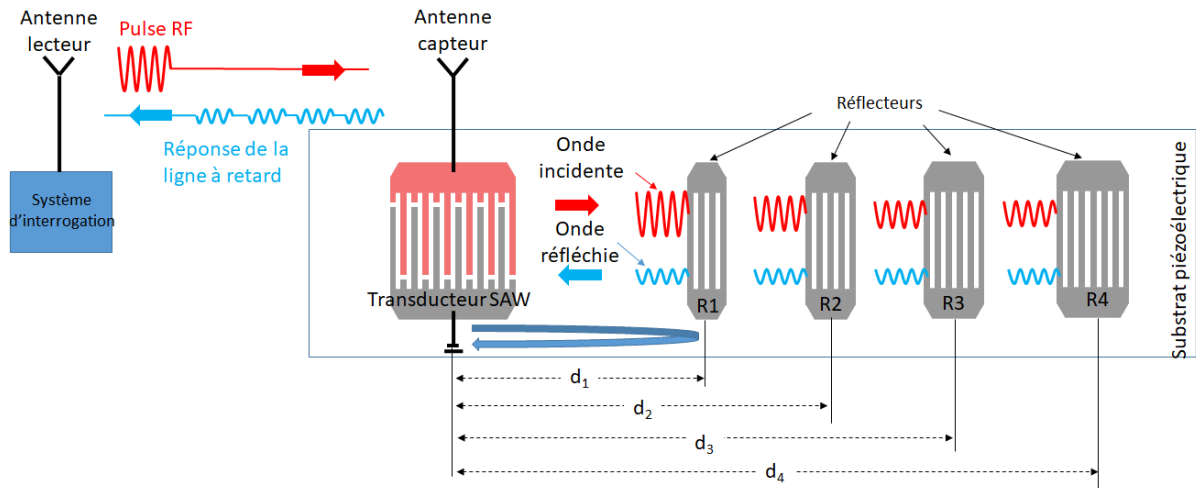 Antenne
lecteur
Pulse RF
Antenne
capteur
Réponse de la
ligne à retard
Système
d'interrogation
Réflecteurs
Onde
incidente
Onde
réfléchie
Transducteur SAW
R1
R2
R3
R4
Substrat piézoélectrique
d1
d2
d3
d4